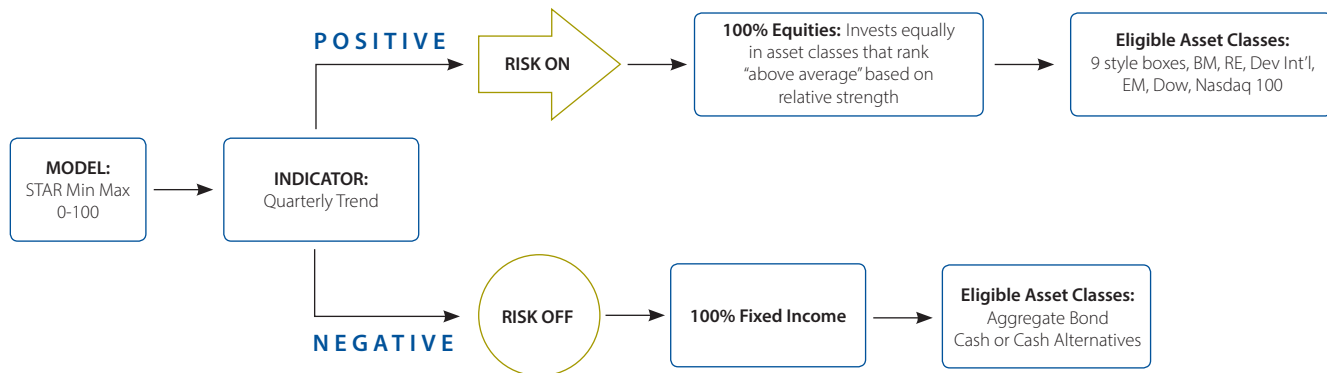 MODEL:
STAR Min Max
0-100
INDICATOR:
Quarterly Trend
POSITIVE
RISK ON
100% Equities: Invests equally
in asset classes that rank
“above average” based on
relative strength
Eligible Asset Classes:
9 style boxes, BM, RE, Dev Int’l,
EM, Dow, Nasdaq 100
NEGATIVE
RISK OFF
100% Fixed Income
Eligible Asset Classes:
Aggregate Bond
Cash or Cash Alternatives